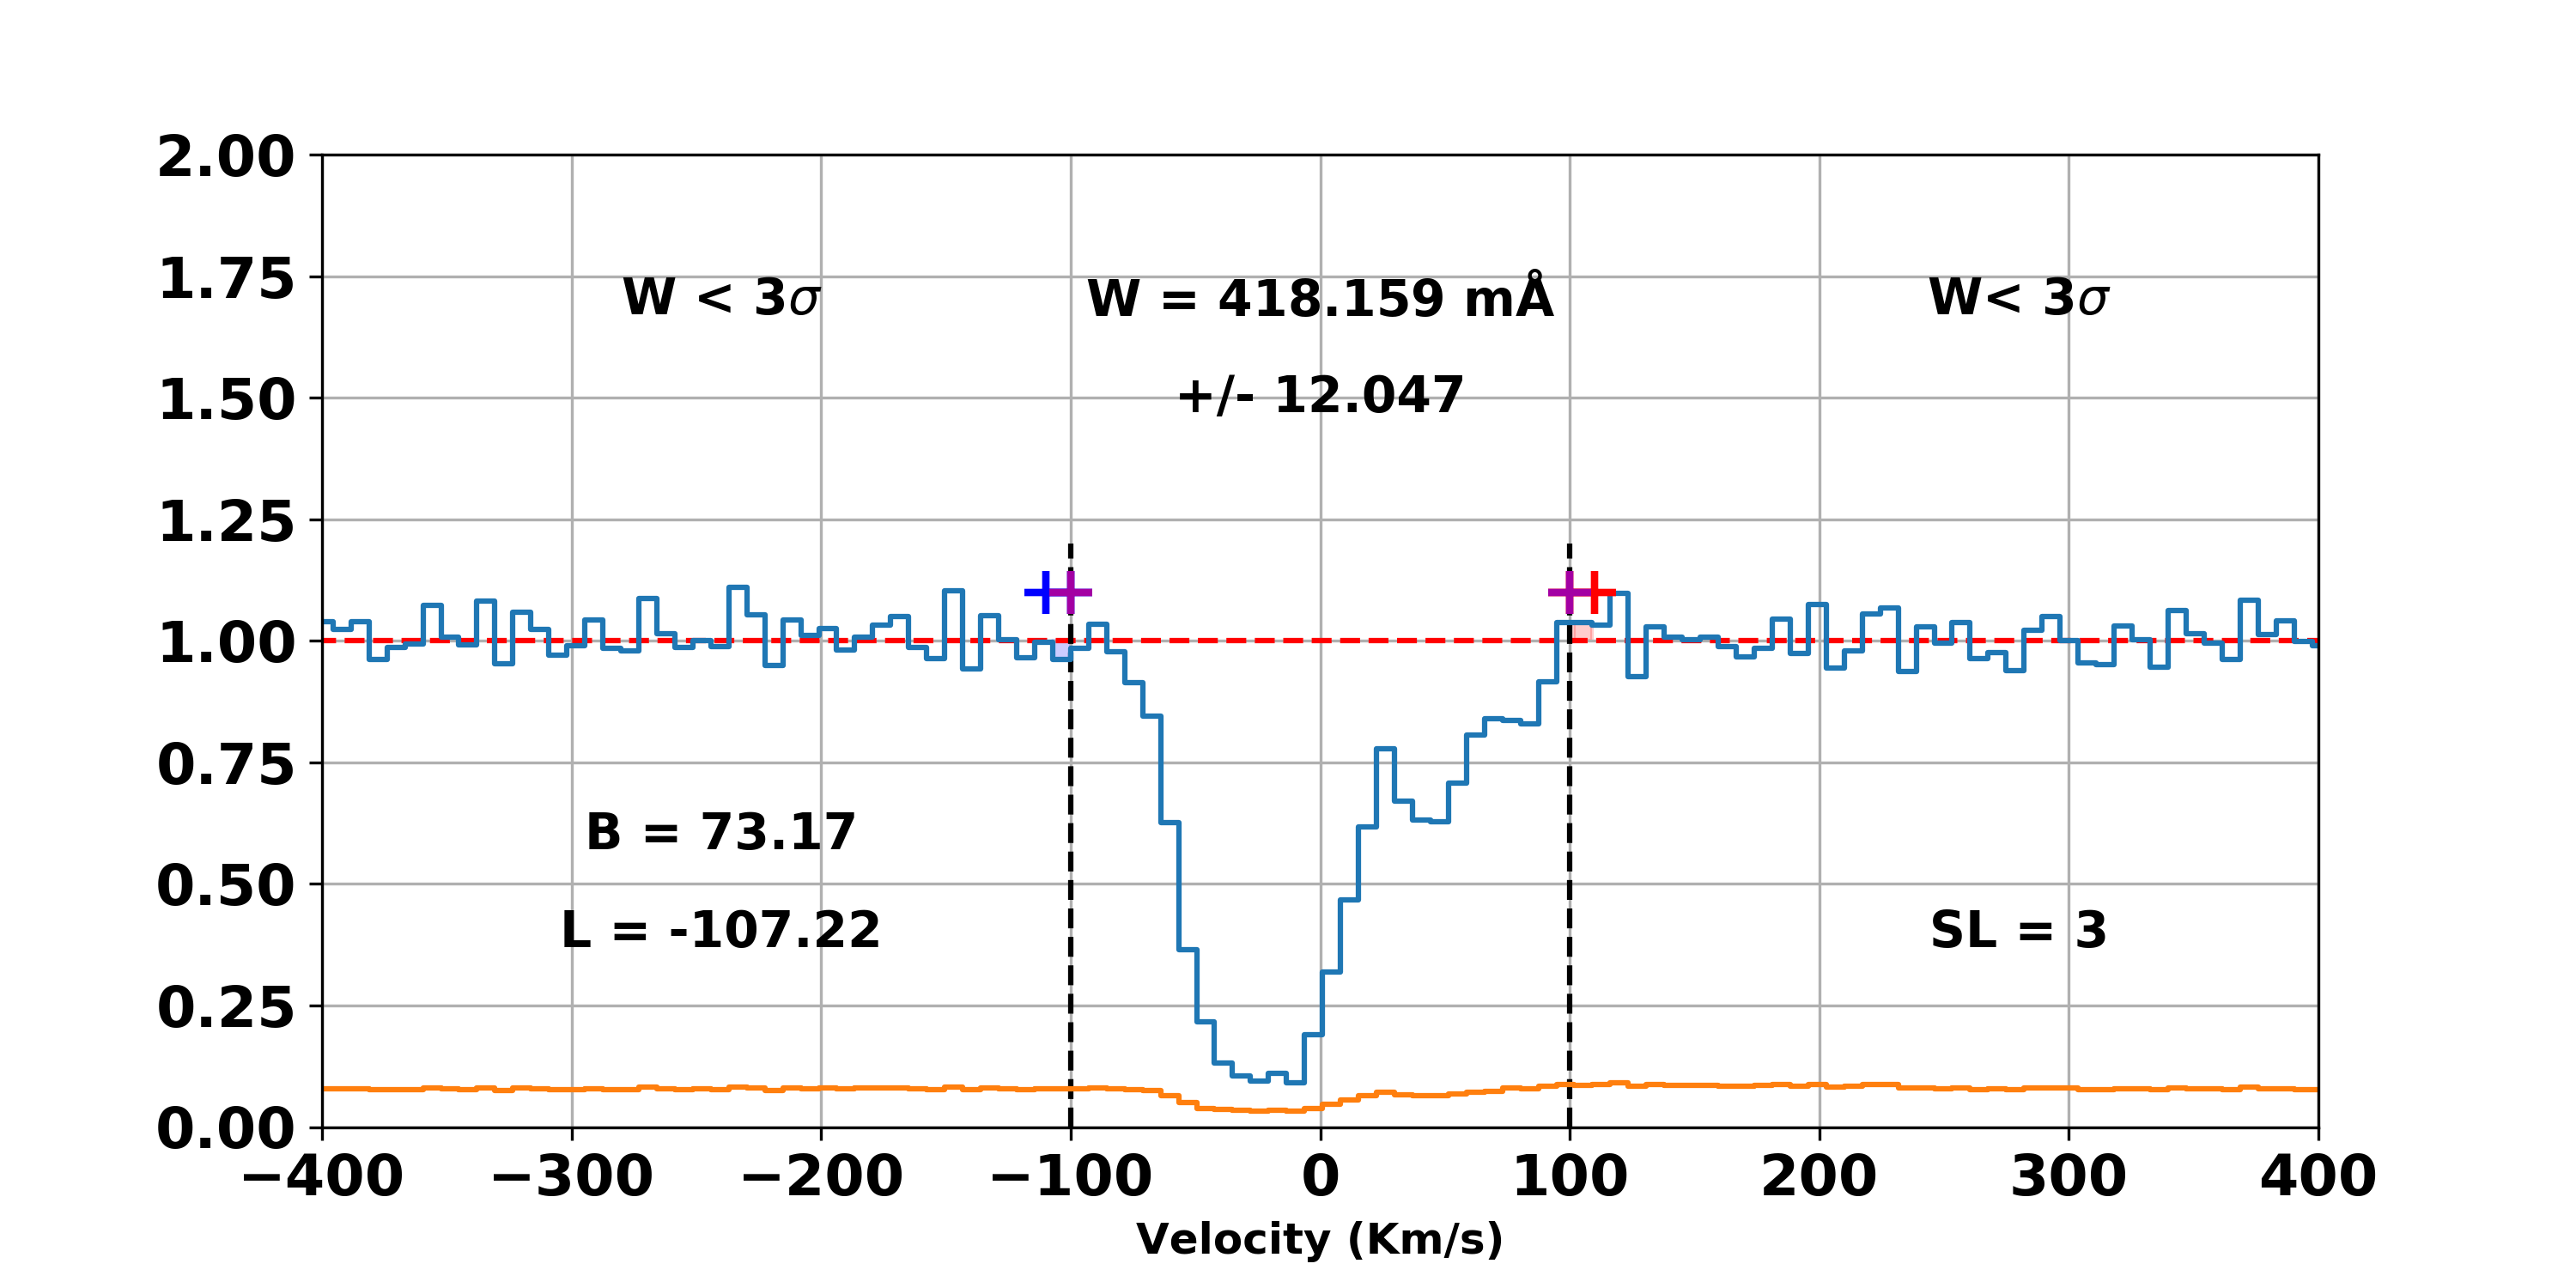 2.00
1.75
1.50
1.25
1.00
0.75
0.50
0.25
0.00
W < 3σ
W = 418.159 mÅ
+/- 12.047
W< 3σ
B = 73.17
L = -107.22
SL = 3
−400 −300 −200 −100 0 100 200 300 400
Velocity (Km/s)